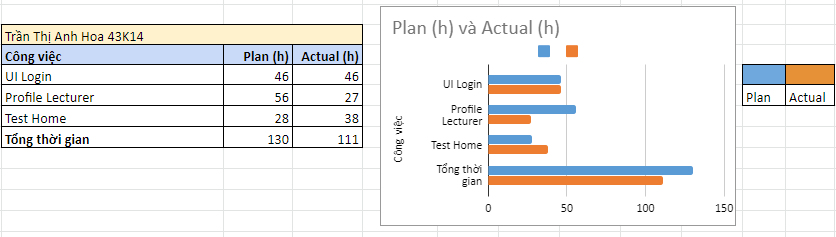 Trần Thị Anh Hoa 43K14
Công việc Plan (h) Actual (h)
UI Login 46 46
Profile Lecturer 56 27
Test Home 28 38
Tổng thời gian 130 111
Plan (h) và Actual (h)
Công việc
UI Login
Profile
Lecturer
Test Home
Tổng thời
gian
0 50 100 150
Plan Actual